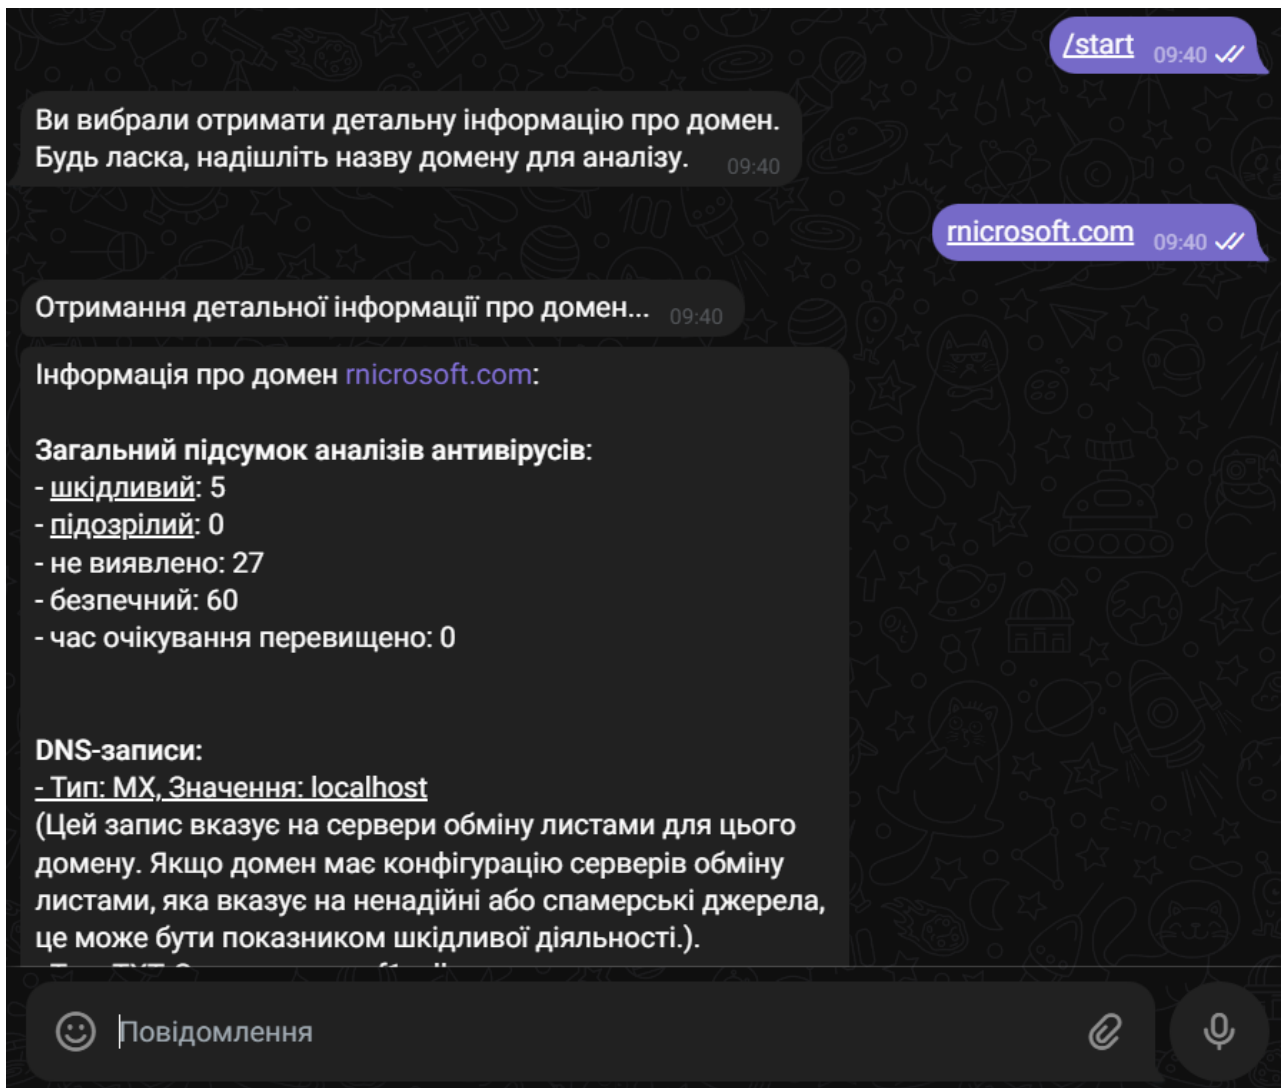 /start 09:40
Ви вибрали отримати детальну інформацію про домен.
Будь ласка, надішліть назву домену для аналізу. 09:40
rnicrosoft.com 09:40
Отримання детальної інформації про домен... 09:40
Інформація про домен rnicrosoft.com:
Загальний підсумок аналізів антивірусів:
- шкідливий: 5
- підозрілий: 0
- не виявлено: 27
- безпечний: 60
- час очікування перевищено: 0
DNS-записи:
- Тип: MX, Значення: localhost
(Цей запис вказує на сервери обміну листами для цього
домену. Якщо домен має конфігурацію серверів обміну
листами, яка вказує на ненадійні або спамерські джерела,
це може бути показником шкідливої діяльності.).
Повідомлення